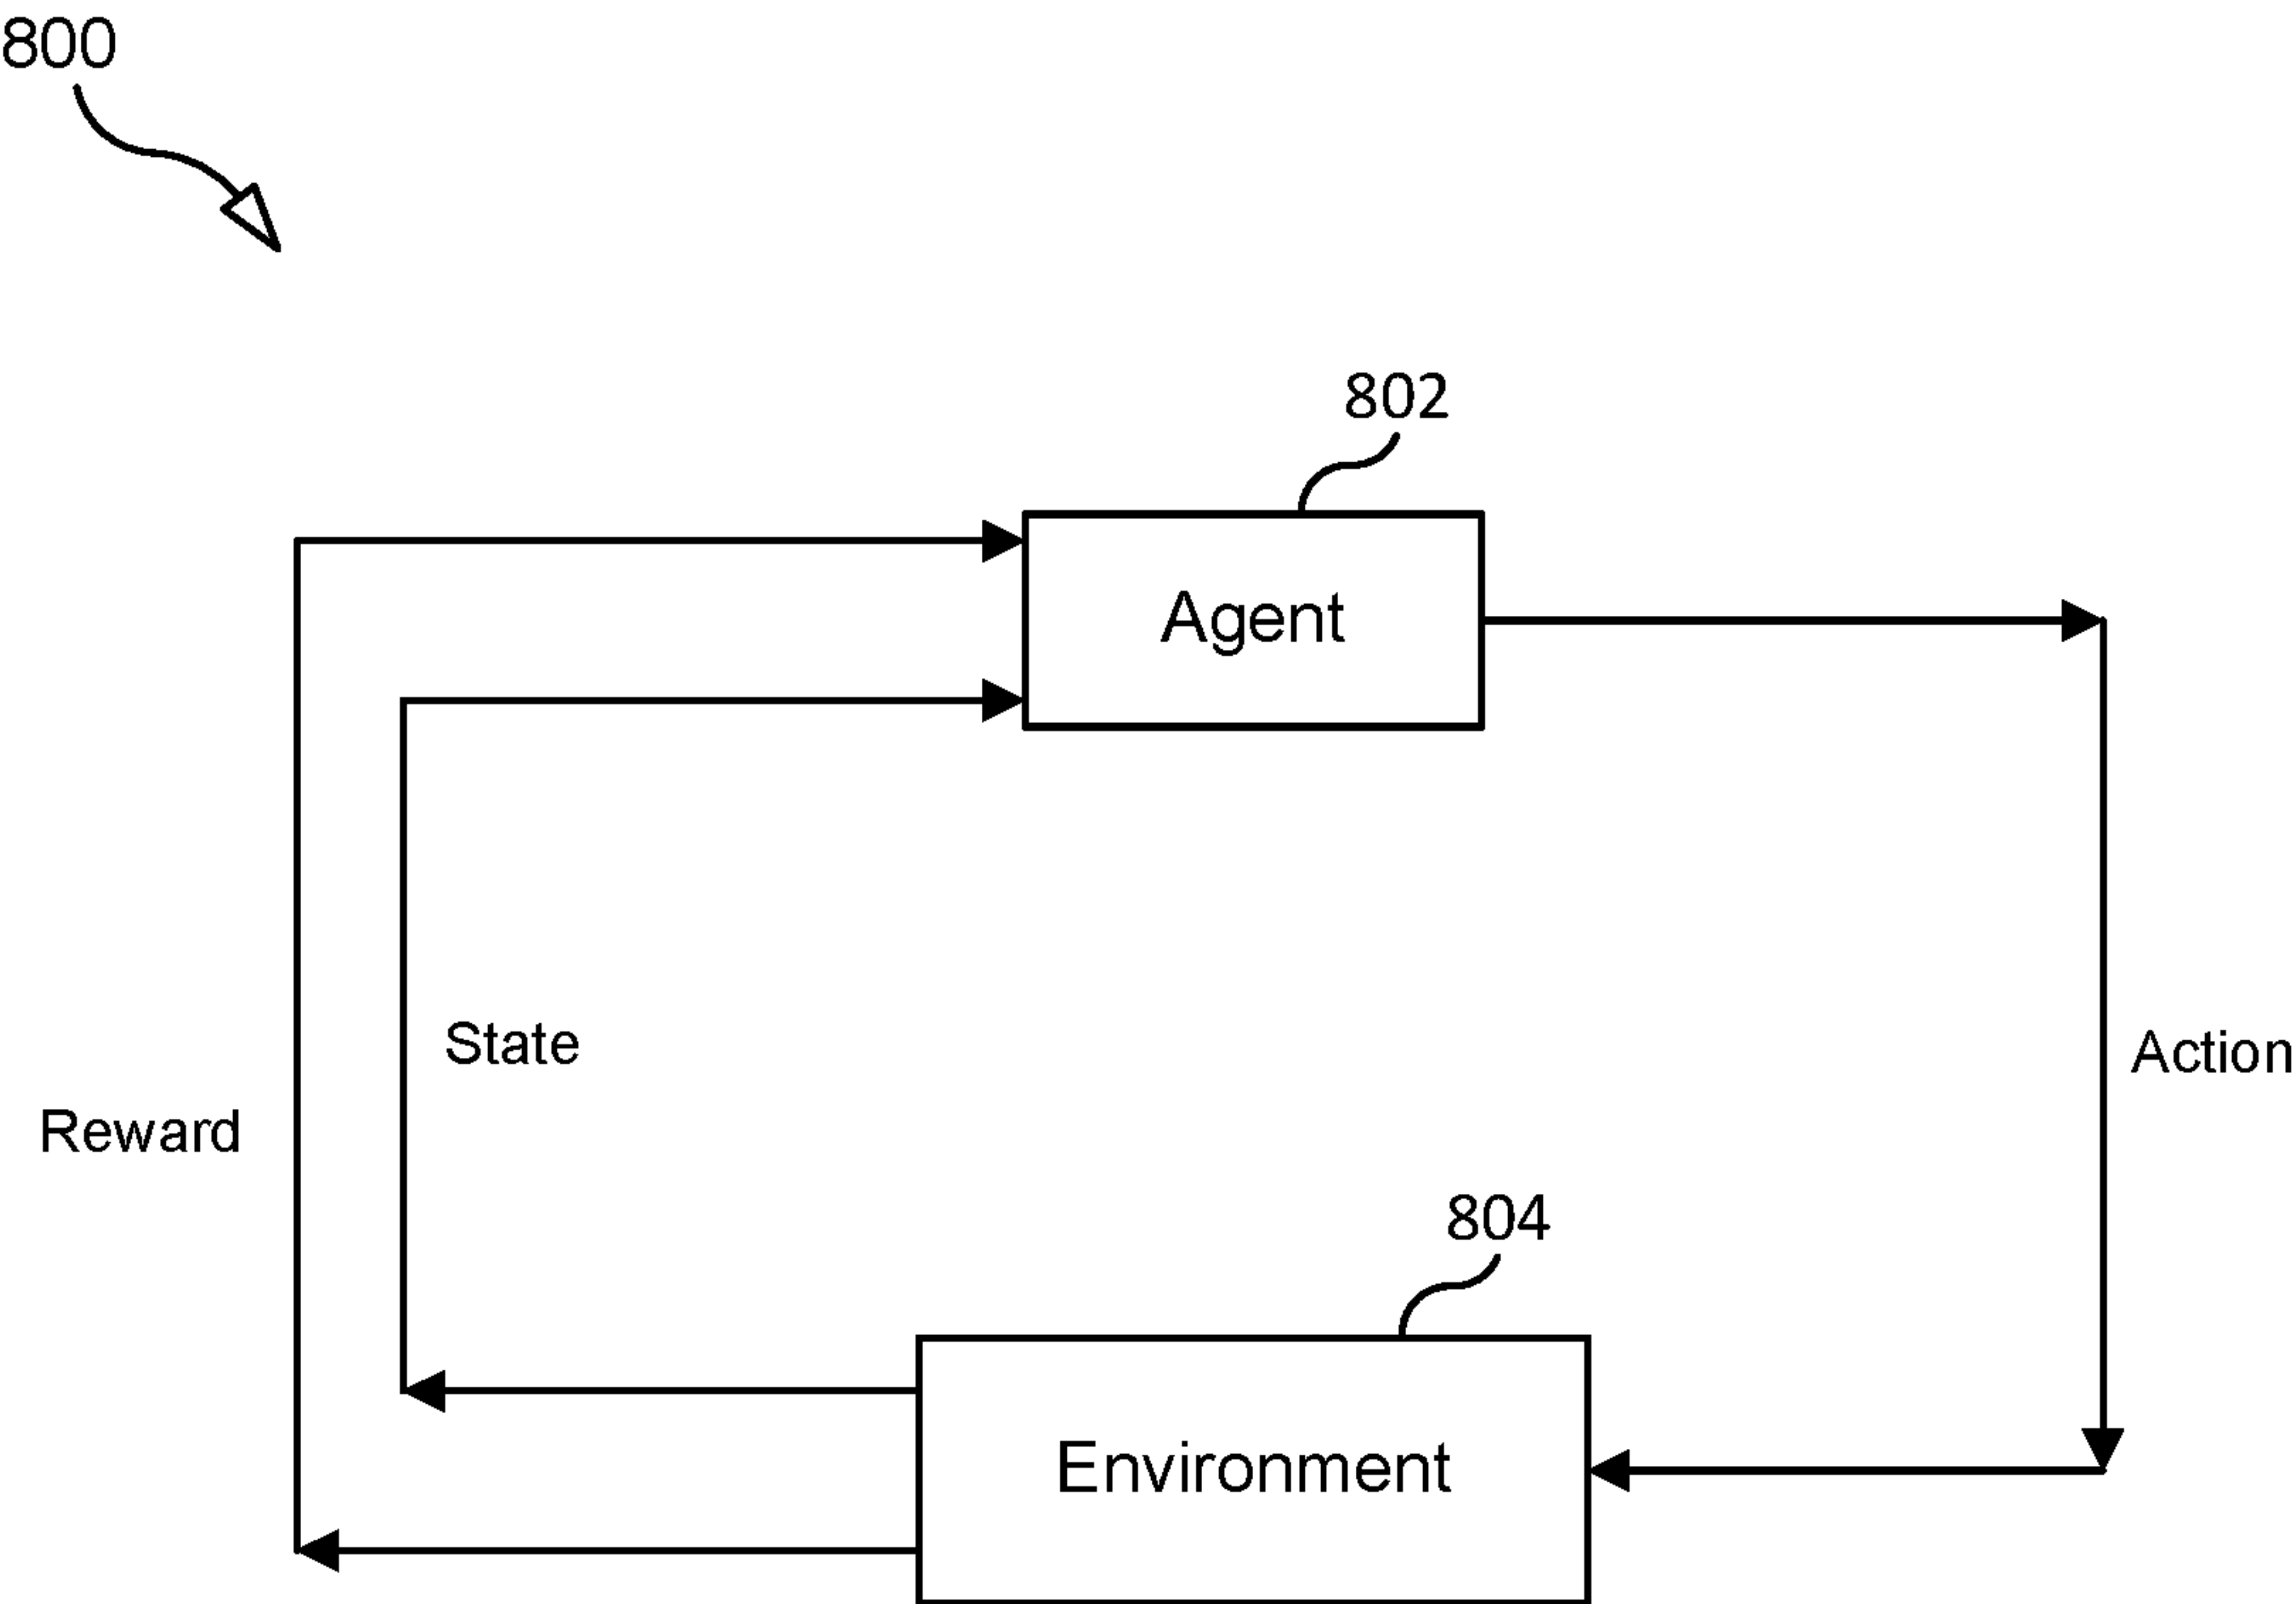 800
802
Agent
State
Action
Reward
804
Environment